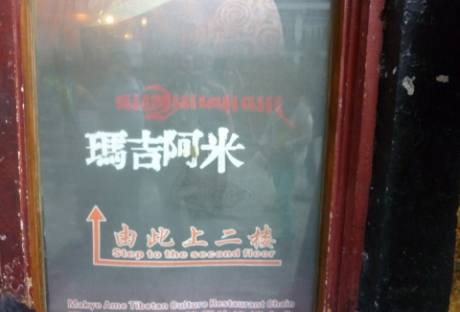 瑪吉阿米
由此上二楼
Step to the second floor
Makye Ame Tibetan Culture Restaurant Chain